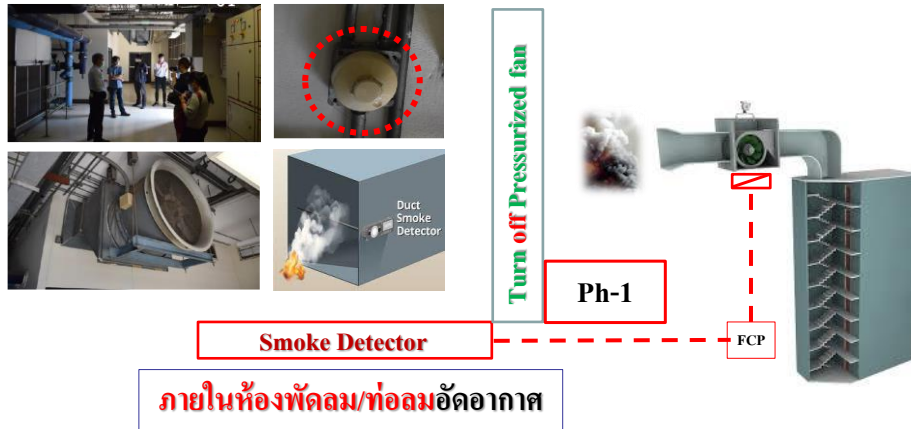 Duct
Smoke
Detector
Turn off Pressurized fan
Ph-1
Smoke Detector
FCP
ภายในห้องพัดลม/ท่อลมอัดอากาศ